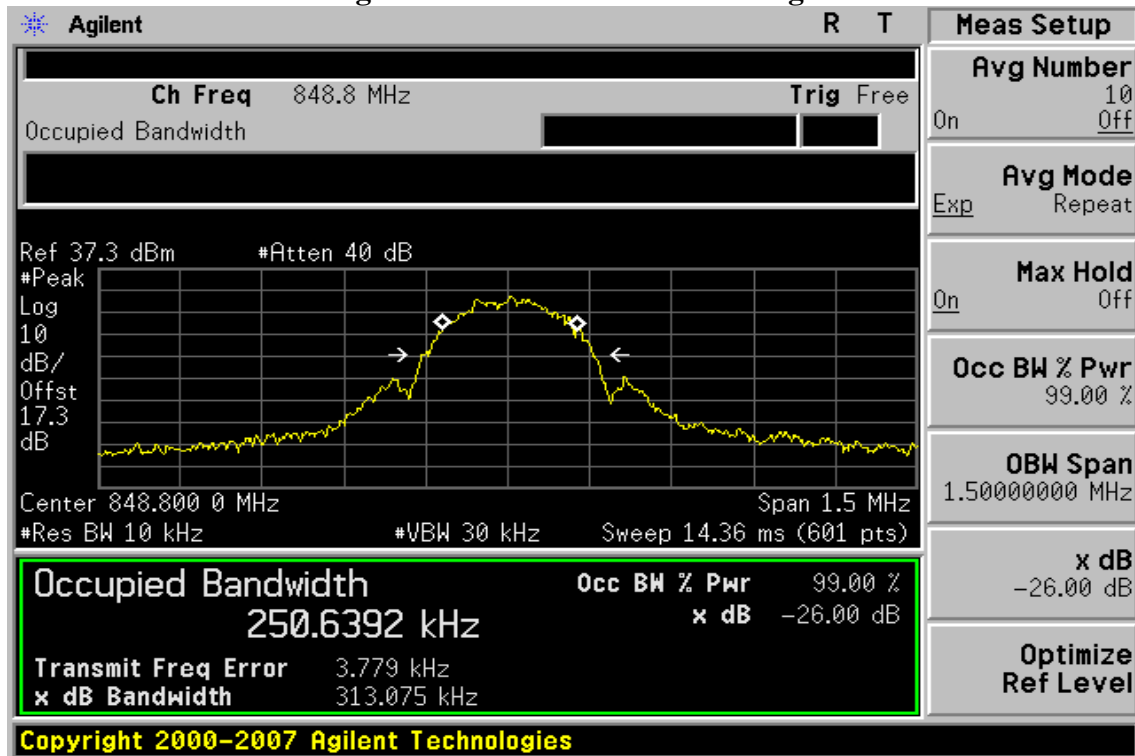 Agilent R T
Ch Freq 848.8 MHz Trig Free
Occupied Bandwidth
Ref 37.3 dBm #Atten 40 dB
#Peak
Log
10
dB/
Offst
17.3
dB
Center 848.800 0 MHz Span 1.5 MHz
#Res BW 10 kHz #VBW 30 kHz Sweep 14.36 ms (601 pts)
Occupied Bandwidth Occ BW % Pwr 99.00 %
250.6392 kHz x dB -26.00 dB
Transmit Freq Error 3.779 kHz
x dB Bandwidth 313.075 kHz
Copyright 2000-2007 Agilent Technologies
Meas Setup
Avg Number
10
On Off
Avg Mode
Exp Repeat
Max Hold
On Off
Occ BW % Pwr
99.00 %
OBW Span
1.50000000 MHz
x dB
-26.00 dB
Optimize
Ref Level